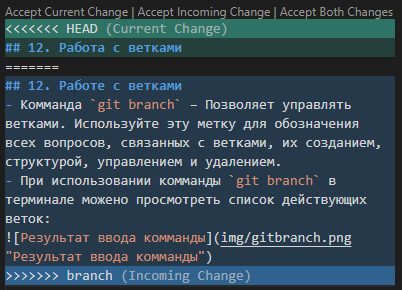 Accept Current Change | Accept Incoming Change | Accept Both Changes
<<<<<<< HEAD (Current Change)
## 12. Работа с ветками
=======
## 12. Работе с ветками
- Команда `git branch` – Позволяет управлять
ветками. Используйте эту метку для обозначения
всех вопросов, связанных с ветками, их созданием,
структурой, управлением и удалением.
- При использовании комманды `git branch` в
терминале можено просмотреть список действующих
веток:
![Результат ввода комманды](img/gitbranch.png
"Результат ввода комманды")
>>>>>>> branch (Incoming Change)